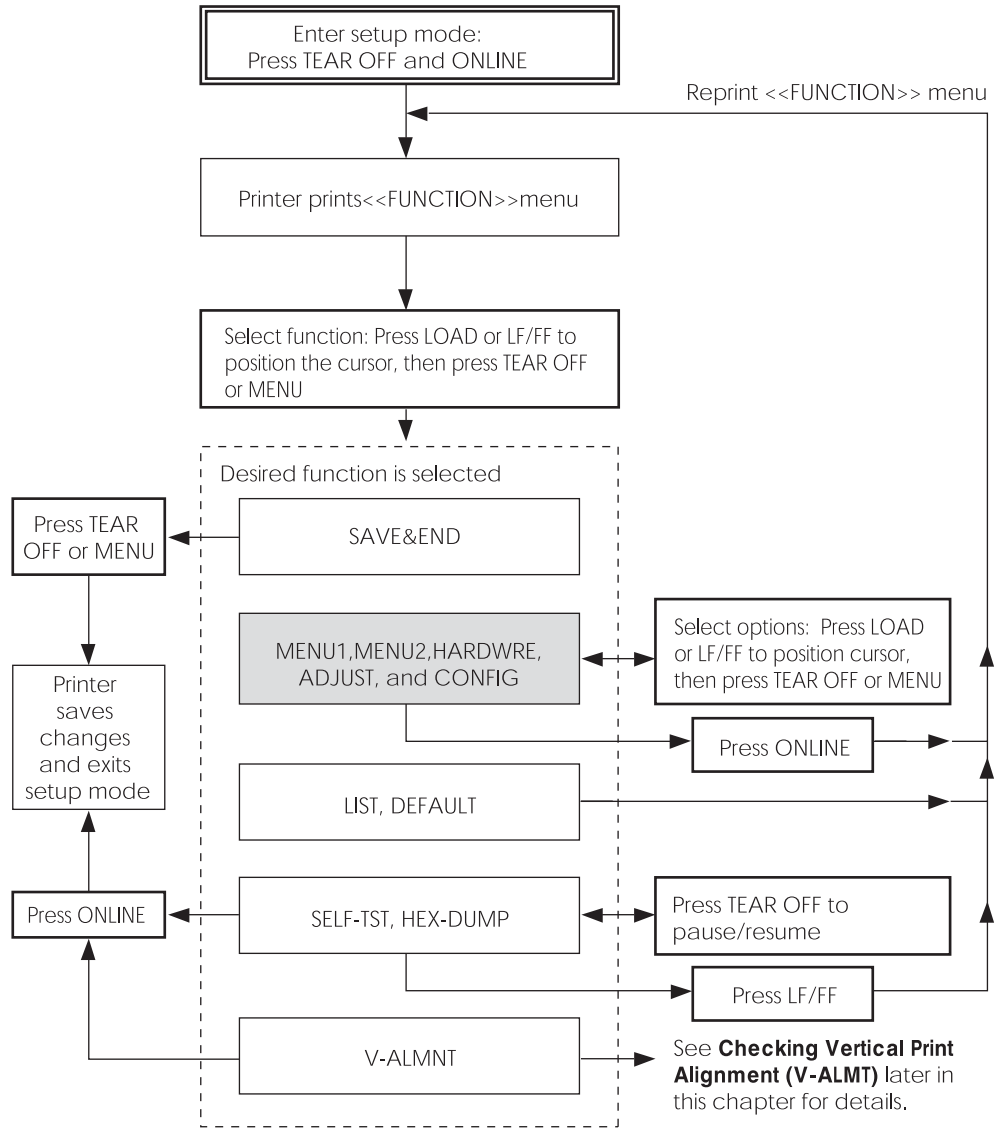 Enter setup mode:
Press TEAR OFF and ONLINE
Reprint <<FUNCTION>> menu
Printer prints<<FUNCTION>>menu
Select function: Press LOAD or LF/FF to
position the cursor, then press TEAR OFF
or MENU
Desired function is selected
Press TEAR
OFF or MENU
SAVE&END
Printer
saves
changes
and exits
setup mode
MENU1,MENU2,HARDWRE,
ADJUST, and CONFIG
Select options: Press LOAD
or LF/FF to position cursor,
then press TEAR OFF or MENU
Press ONLINE
LIST, DEFAULT
Press ONLINE
SELF-TST, HEX-DUMP
Press TEAR OFF to
pause/resume
Press LF/FF
V-ALMNT
See Checking Vertical Print
Alignment (V-ALMT) later in
this chapter for details.